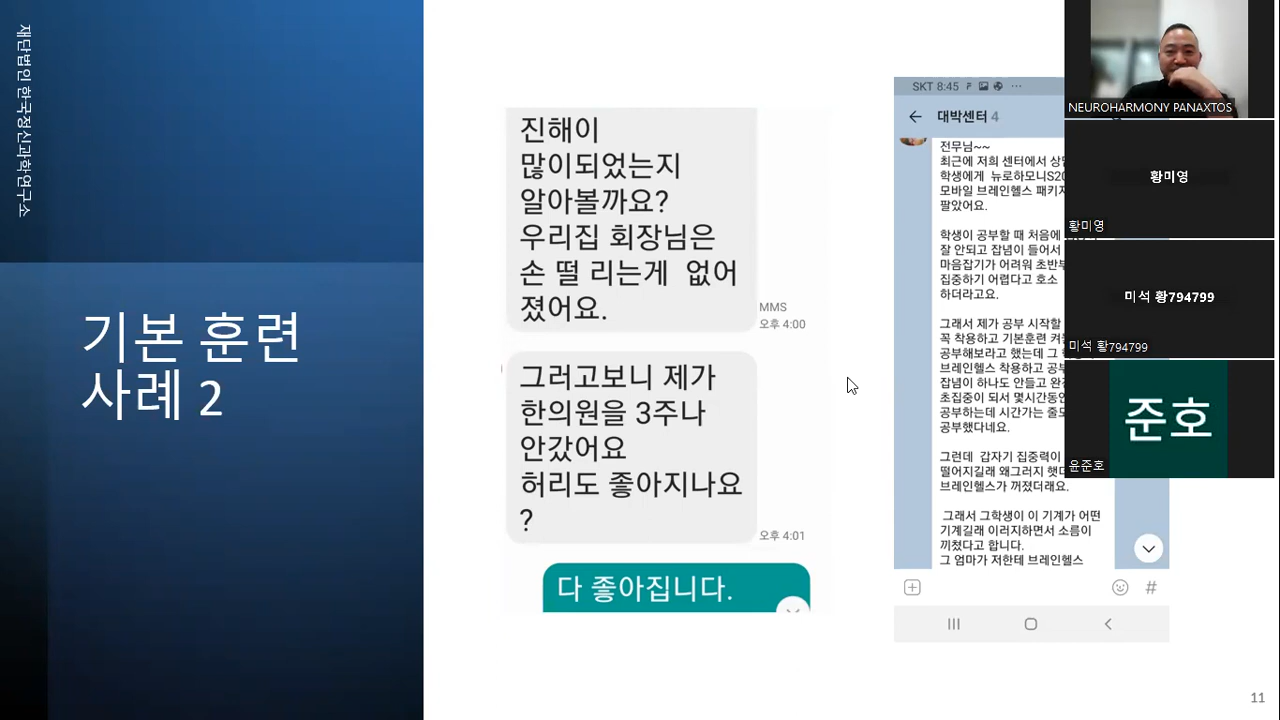 재단법인 한국정신과학연구소
기본 훈련
사례 2
진해이
많이되었는지
알아볼까요?
우리집 회장님은
손 떨 리는게 없어
졌어요.
MMS
오후 4:00
그러고보니 제가
한의원을 3주나
안갔어요
허리도 좋아지나요
?
오후 4:01
다 좋아집니다.
SKT 8:45
대박센터 4
전무님~~
최근에 저희 센터에서
학생에게 뉴로하모니S20
모바일 브레인헬스 패키지
팔았어요.
학생이 공부할 때 처음에
잘 안되고 잡념이 들어서
마음잡기가 어려워 초반부
집중하기 어렵다고 호소
하더라고요.
그래서 제가 공부 시작할
꼭 착용하고 기본훈련
공부해보라고 했는데 그
브레인헬스 착용하고
잡념이 하나도 안들고
초집중이 되서 몇시간동안
공부하는데 시간가는 줄
공부했다네요.
그런데 갑자기 집중력이
떨어지길래 왜그러지
브레인헬스가 꺼졌더래요.
그래서 그학생이 이 기계가 어떤
기계길래 이러지하면서 소름이
끼쳤다고 합니다.
그 엄마가 저한테 브레인헬스
NEUROHARMONY PANAXTOS
황미영
황미영
미석 황794799
미석 황794799
준호
윤준호
11